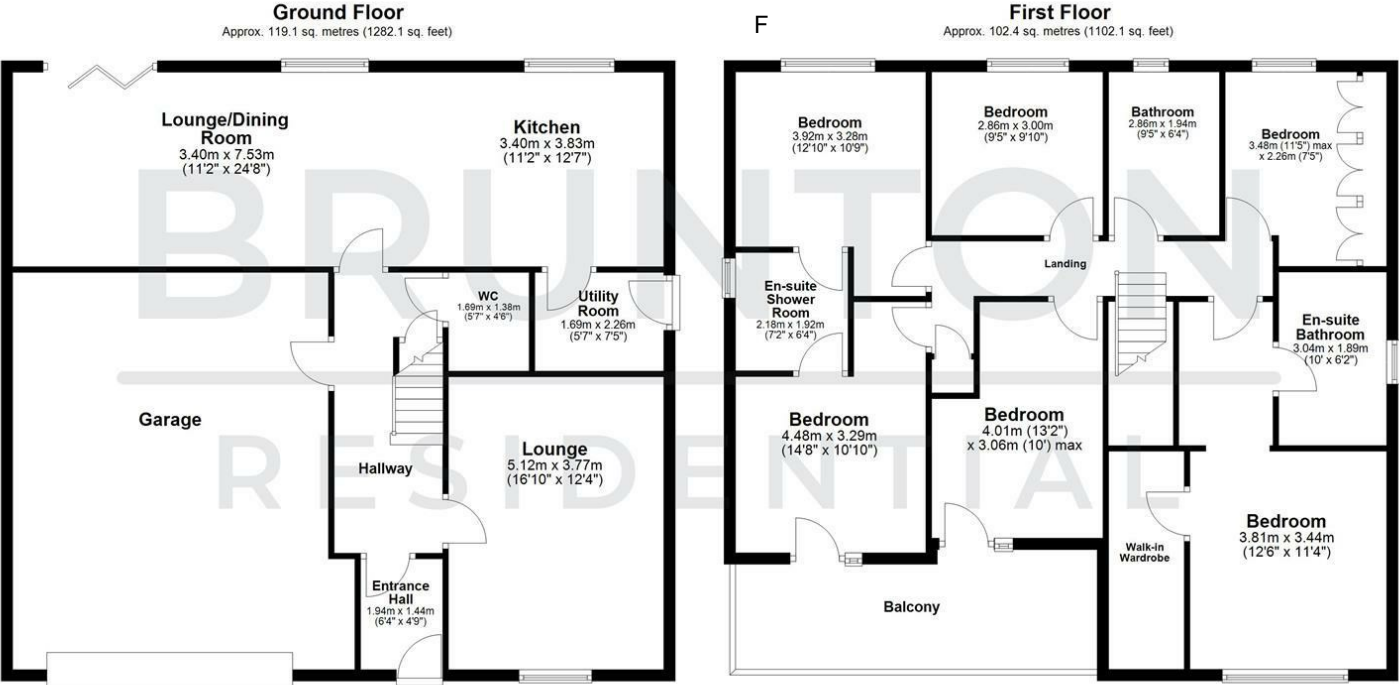 Ground Floor
Approx. 119.1 sq. metres (1282.1 sq. feet)
Lounge/Dining
Room
3.40m x 7.53m
(11'2" x 24'8")
Kitchen
3.40m x 3.83m
(11'2" x 12'7")
WC
1.69m x 1.38m
(5'7" x 4'6")
Utility
Room
1.69m x 2.26m
(5'7" x 7'5")
Garage
Hallway
Lounge
5.12m x 3.77m
(16'10" x 12'4")
Entrance
Hall
1.94m x 1.44m
(6'4" x 4'9")
F
First Floor
Approx. 102.4 sq. metres (1102.1 sq. feet)
Bedroom
3.92m x 3.28m
(12'10" x 10'9")
Bedroom
2.86m x 3.00m
(9'5" x 9'10")
Bathroom
2.86m x 1.94m
(9'5" x 6'4")
Bedroom
3.48m (11'5") max
x 2.26m (7'5")
Landing
En-suite
Shower
Room
2.18m x 1.92m
(7'2" x 6'4")
En-suite
Bathroom
3.04m x 1.89m
(10' x 6'2")
Bedroom
4.48m x 3.29m
(14'8" x 10'10")
Bedroom
4.01m (13'2")
x 3.06m (10') max
Walk-in
Wardrobe
Bedroom
3.81m x 3.44m
(12'6" x 11'4")
Balcony
BRUNTON
RESIDENTIAL